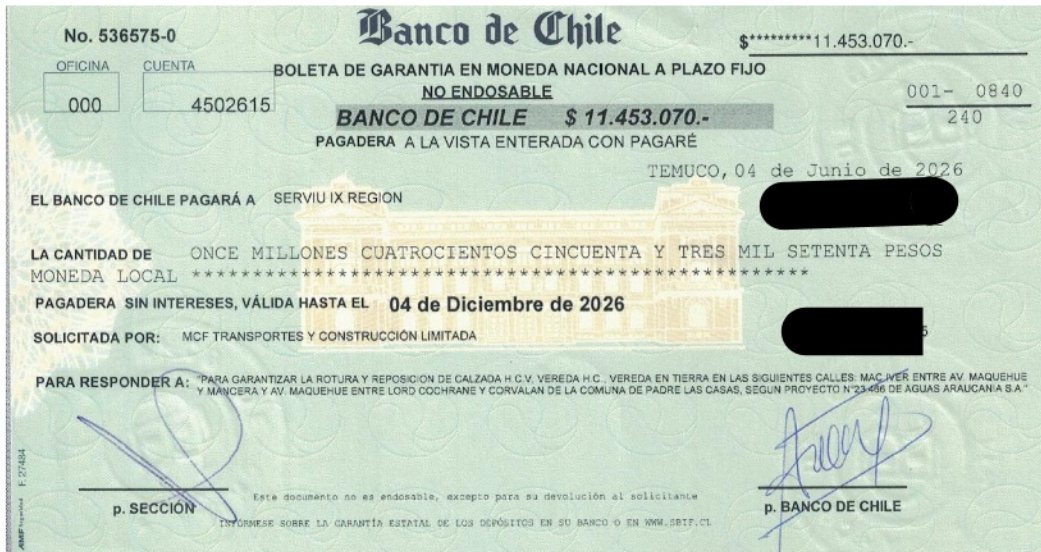 No. 536575-0
Banco de Chile
$*********11.453.070.-
OFICINA CUENTA
000 4502615
BOLETA DE GARANTIA EN MONEDA NACIONAL A PLAZO FIJO
NO ENDOSABLE
001- 0840
240
BANCO DE CHILE $ 11.453.070.-
PAGADERA A LA VISTA ENTERADA CON PAGARÉ
TEMUCO, 04 de Junio de 2026
EL BANCO DE CHILE PAGARÁ A SERVIU IX REGION
LA CANTIDAD DE ONCE MILLONES CUATROCIENTOS CINCUENTA Y TRES MIL SETENTA PESOS
MONEDA LOCAL *************************************************
PAGADERA SIN INTERESES, VÁLIDA HASTA EL 04 de Diciembre de 2026
SOLICITADA POR: MCF TRANSPORTES Y CONSTRUCCIÓN LIMITADA
PARA RESPONDER A: "PARA GARANTIZAR LA ROTURA Y REPOSICION DE CALZADA H.C.V, VEREDA H.C., VEREDA EN TIERRA EN LAS SIGUIENTES CALLES: MAC IVER ENTRE AV. MAQUEHUE
Y MANCERA Y AV. MAQUEHUE ENTRE LORD COCHRANE Y CORVALAN DE LA COMUNA DE PADRE LAS CASAS, SEGUN PROYECTO N°23.486 DE AGUAS ARAUCANIA S.A."
F. 27484
p. SECCIÓN
Este documento no es endosable, excepto para su devolución al solicitante
p. BANCO DE CHILE
INFÓRMESE SOBRE LA GARANTÍA ESTATAL DE LOS DEPÓSITOS EN SU BANCO O EN WWW.SBIF.CL